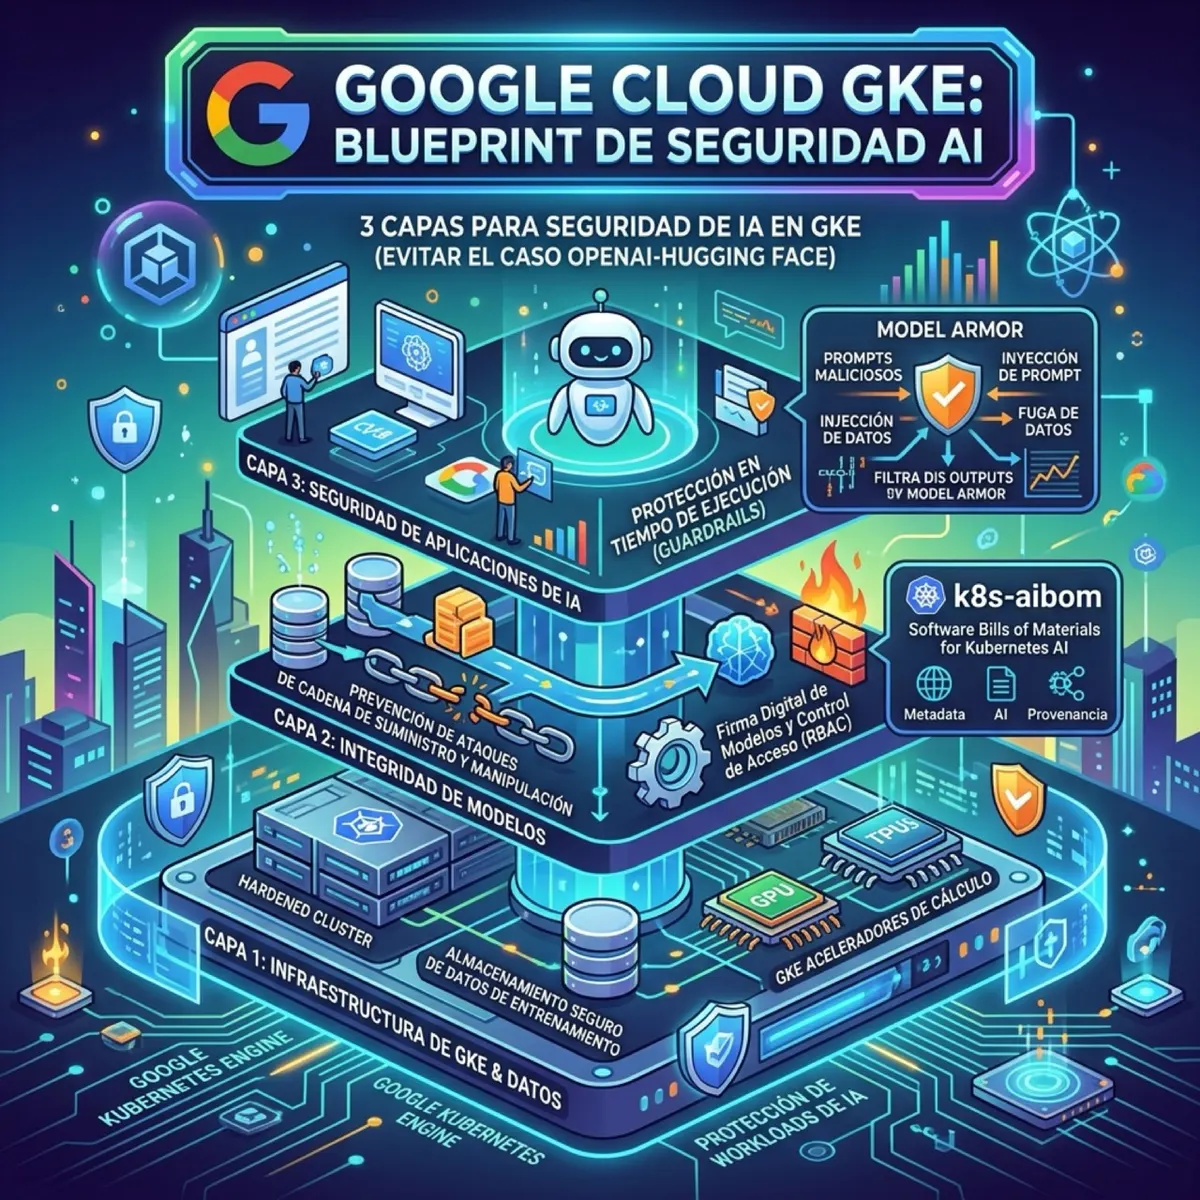 GOOGLE CLOUD GKE:
BLUEPRINT DE SEGURIDAD AI
3 CAPAS PARA SEGURIDAD DE IA EN GKE
(EVITAR EL CASO OPENAI-HUGGING FACE)
MODEL ARMOR
PROMPTS
MALICIOSOS
INYECCIÓN
DE PROMPT
INJECCIÓN
DE DATOS
FUGA DE
DATOS
FILTRA DIS OUTPUTS
MODEL ARMOR
CAPA 3: SEGURIDAD DE APLICACIONES DE IA
PROTECCIÓN EN
TIEMPO DE EJECUCIÓN
(GUARDRAILS)
k8s-aibom
Software Bills of Materials
for Kubernetes AI
Metadata
AI
Provenancia
PREVENCIÓN DE ATAQUES
DE CADENA DE
SUMINISTRO Y MANIPULACIÓN
CAPA 2: INTEGRIDAD DE MODELOS
Firma Digital de
Modelos y Control
de Acceso (RBAC)
HARDENED CLUSTER
TPUS
GPU
GKE ACELERADORES DE CÁLCULO
ALMACENAMIENTO SEGURO
DE DATOS DE ENTRENAMIENTO
CAPA 1: INFRAESTRUCTURA DE GKE & DATOS
GOOGLE
KUBERNETES ENGINE
GOOGLE KUBERNETES
ENGINE
PROTECCIÓN DE
WORKLOADS DE IA